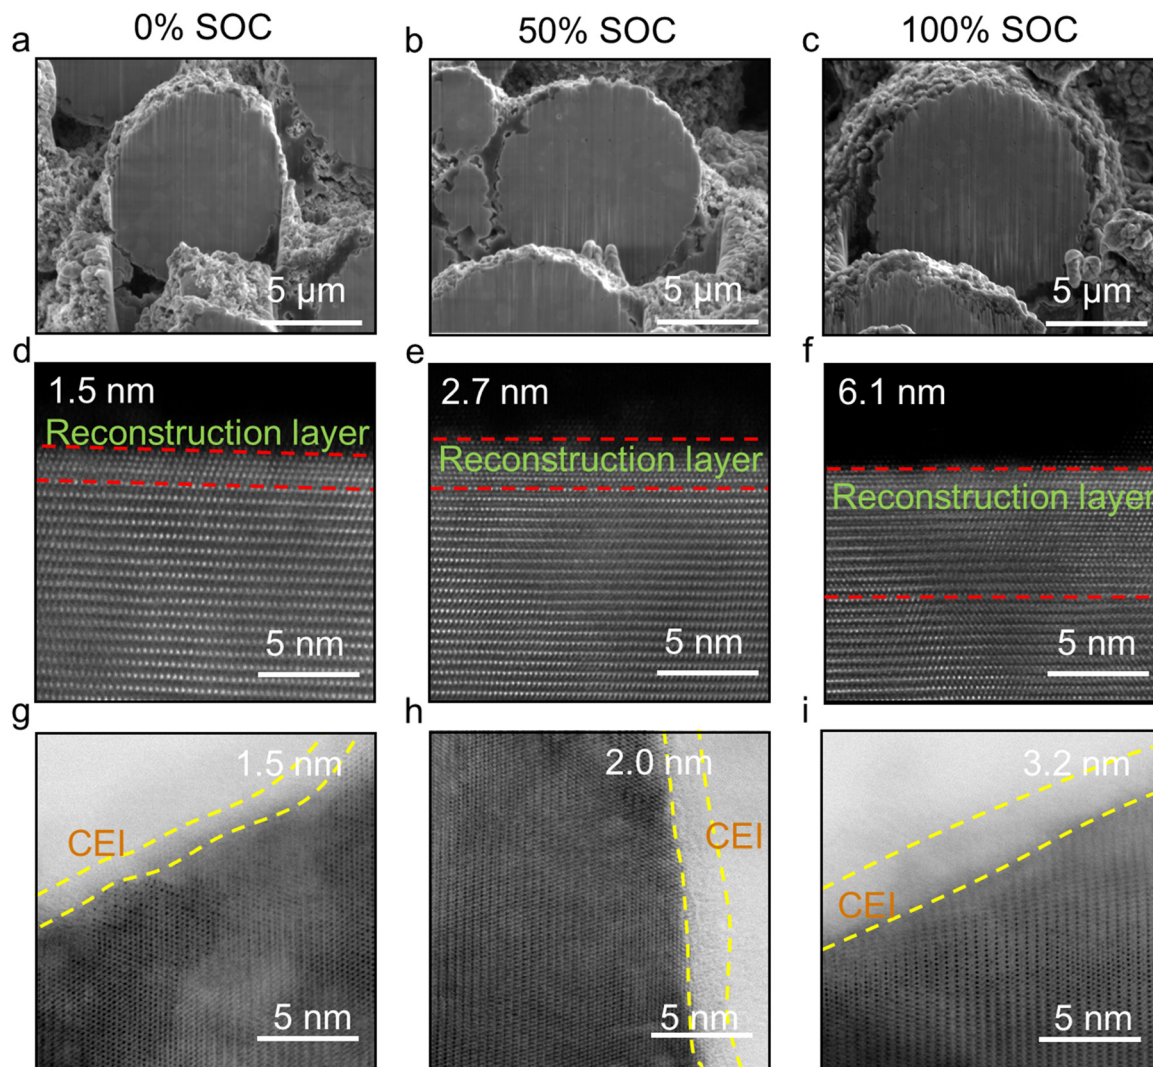 0% SOC
50% SOC
100% SOC
a
b
c
5 μm
5 μm
5 μm
d
e
f
1.5 nm
2.7 nm
6.1 nm
Reconstruction layer
Reconstruction layer
Reconstruction layer
5 nm
5 nm
5 nm
g
h
i
1.5 nm
2.0 nm
3.2 nm
CEI
CEI
CEI
5 nm
5 nm
5 nm